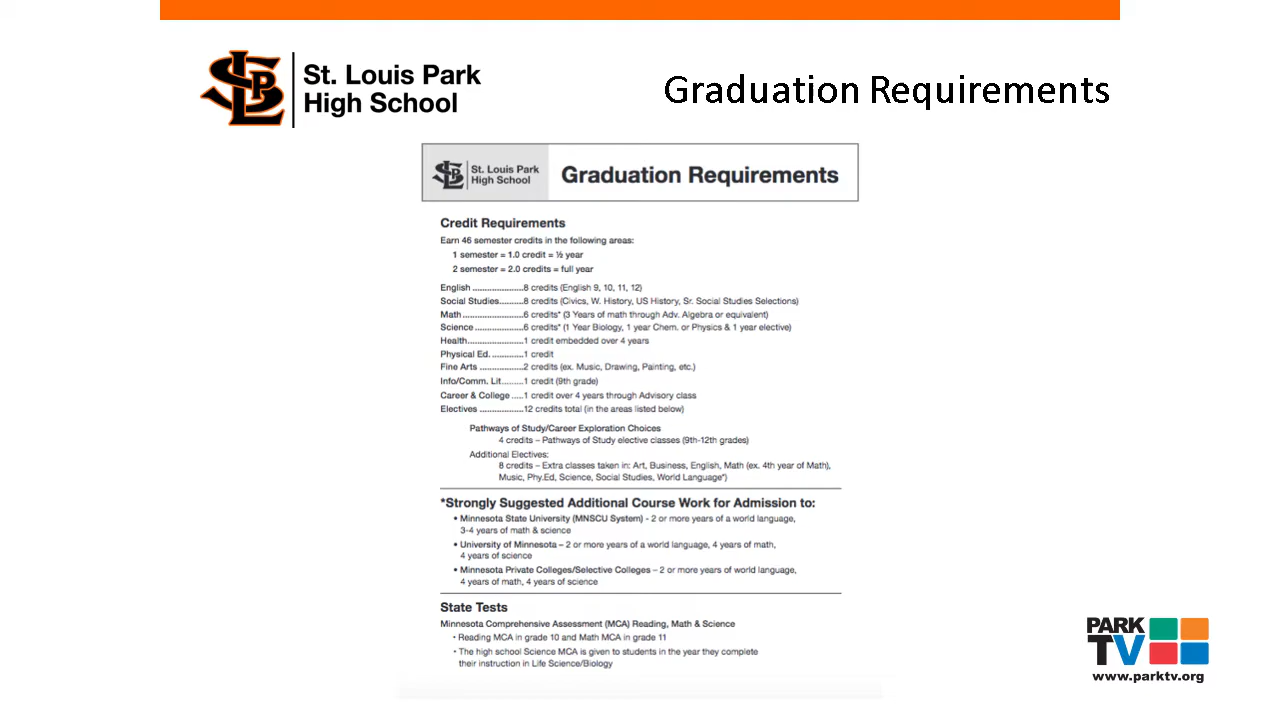 St. Louis Park
High School
Graduation Requirements
St. Louis Park
High School
Graduation Requirements
Credit Requirements
Earn 46 semester credits in the following areas:
1 semester = 1.0 credit = ½ year
2 semester = 2.0 credits = full year
English ......................8 credits (English 9, 10, 11, 12)
Social Studies..........8 credits (Civics, W. History, US History, Sr. Social Studies Selections)
Math ..........................6 credits* (3 Years of math through Adv. Algebra or equivalent)
Science .....................6 credits* (1 Year Biology, 1 year Chem. or Physics & 1 year elective)
Health........................1 credit embedded over 4 years
Physical Ed. .............1 credit
Fine Arts ...................2 credits (ex. Music, Drawing, Painting, etc.)
Info/Comm. Lit.........1 credit (9th grade)
Career & College .....1 credit over 4 years through Advisory class
Electives ...................12 credits total (in the areas listed below)
Pathways of Study/Career Exploration Choices
4 credits – Pathways of Study elective classes (9th-12th grades)
Additional Electives:
8 credits – Extra classes taken in: Art, Business, English, Math (ex. 4th year of Math),
Music, Phy.Ed, Science, Social Studies, World Language*)
*Strongly Suggested Additional Course Work for Admission to:
• Minnesota State University (MNSCU System) - 2 or more years of a world language,
3-4 years of math & science
• University of Minnesota – 2 or more years of a world language, 4 years of math,
4 years of science
• Minnesota Private Colleges/Selective Colleges – 2 or more years of world language,
4 years of math, 4 years of science
State Tests
Minnesota Comprehensive Assessment (MCA) Reading, Math & Science
• Reading MCA in grade 10 and Math MCA in grade 11
• The high school Science MCA is given to students in the year they complete
their instruction in Life Science/Biology
PARK
TV
www.parktv.org